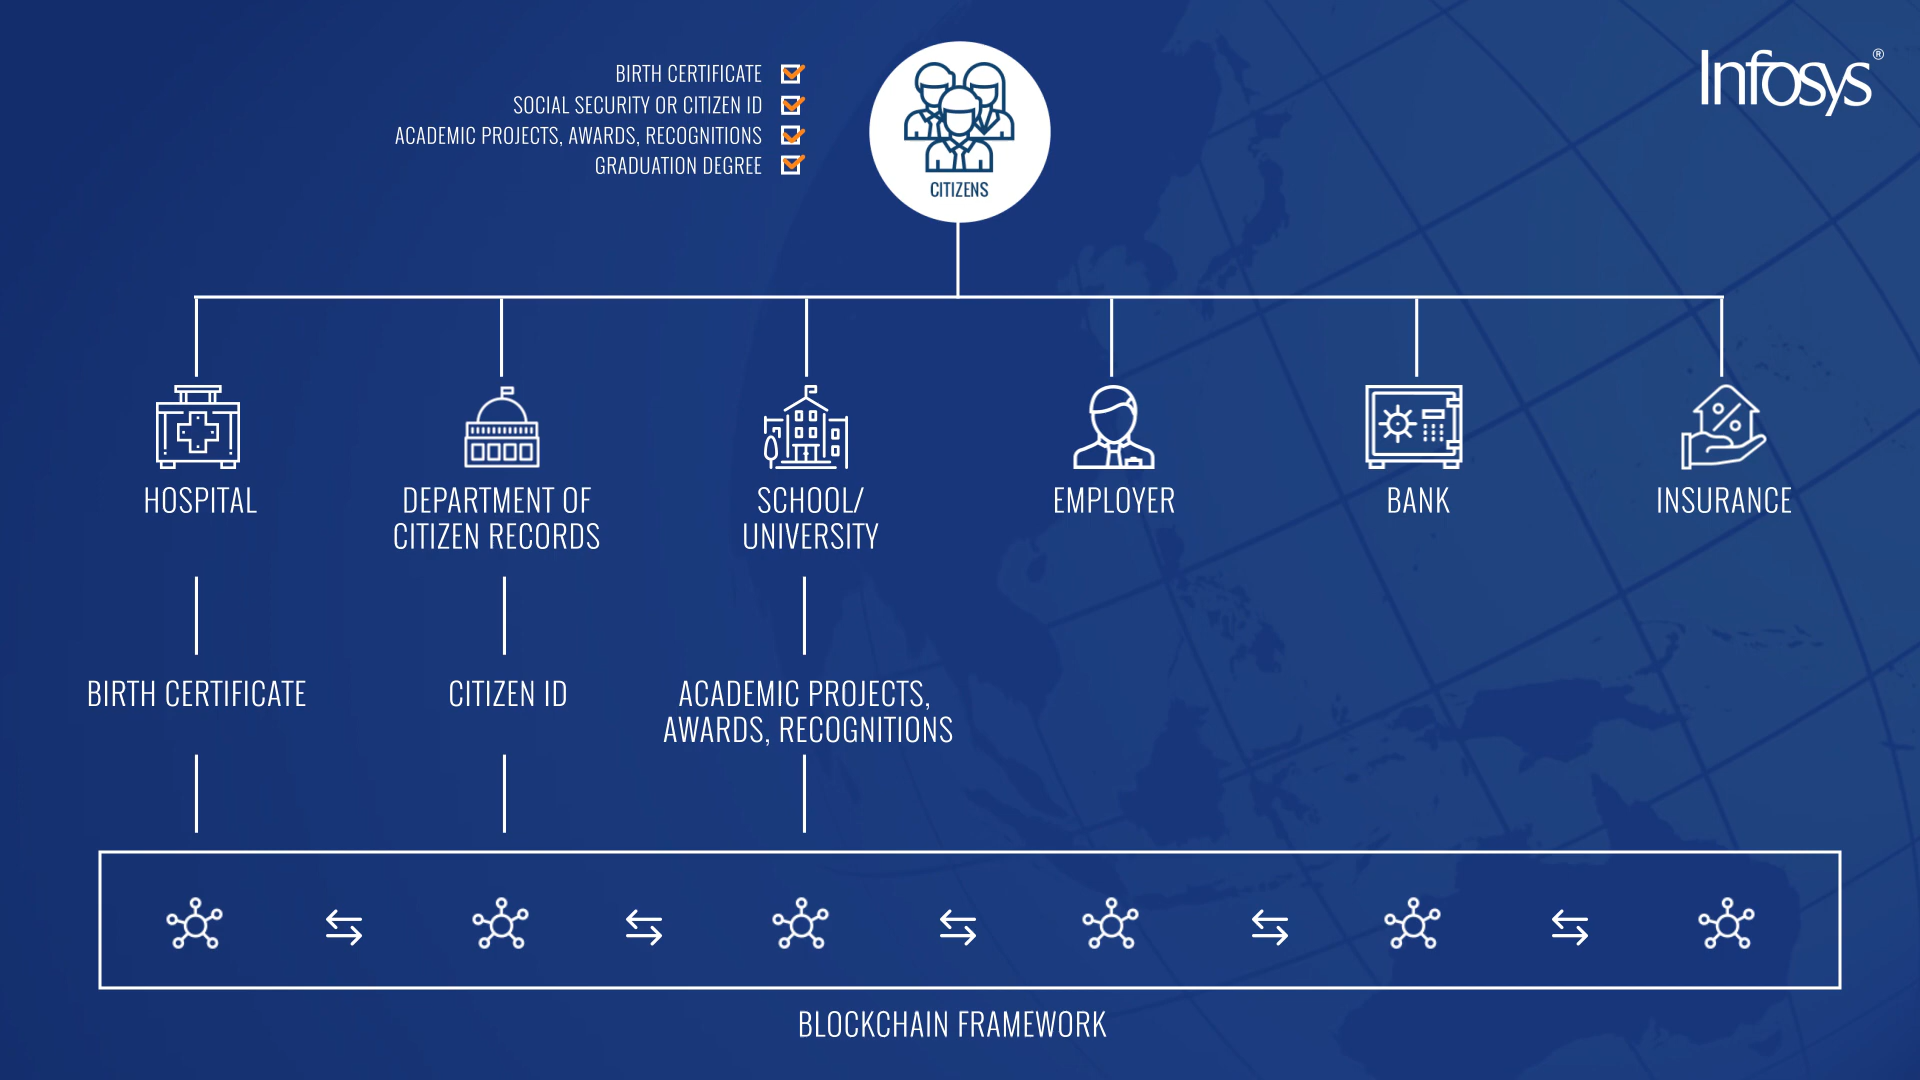 BIRTH CERTIFICATE
SOCIAL SECURITY OR CITIZEN ID
ACADEMIC PROJECTS, AWARDS, RECOGNITIONS
GRADUATION DEGREE
CITIZENS
Infosys®
HOSPITAL
DEPARTMENT OF
CITIZEN RECORDS
SCHOOL/
UNIVERSITY
EMPLOYER
BANK
INSURANCE
BIRTH CERTIFICATE
CITIZEN ID
ACADEMIC PROJECTS,
AWARDS, RECOGNITIONS
BLOCKCHAIN FRAMEWORK